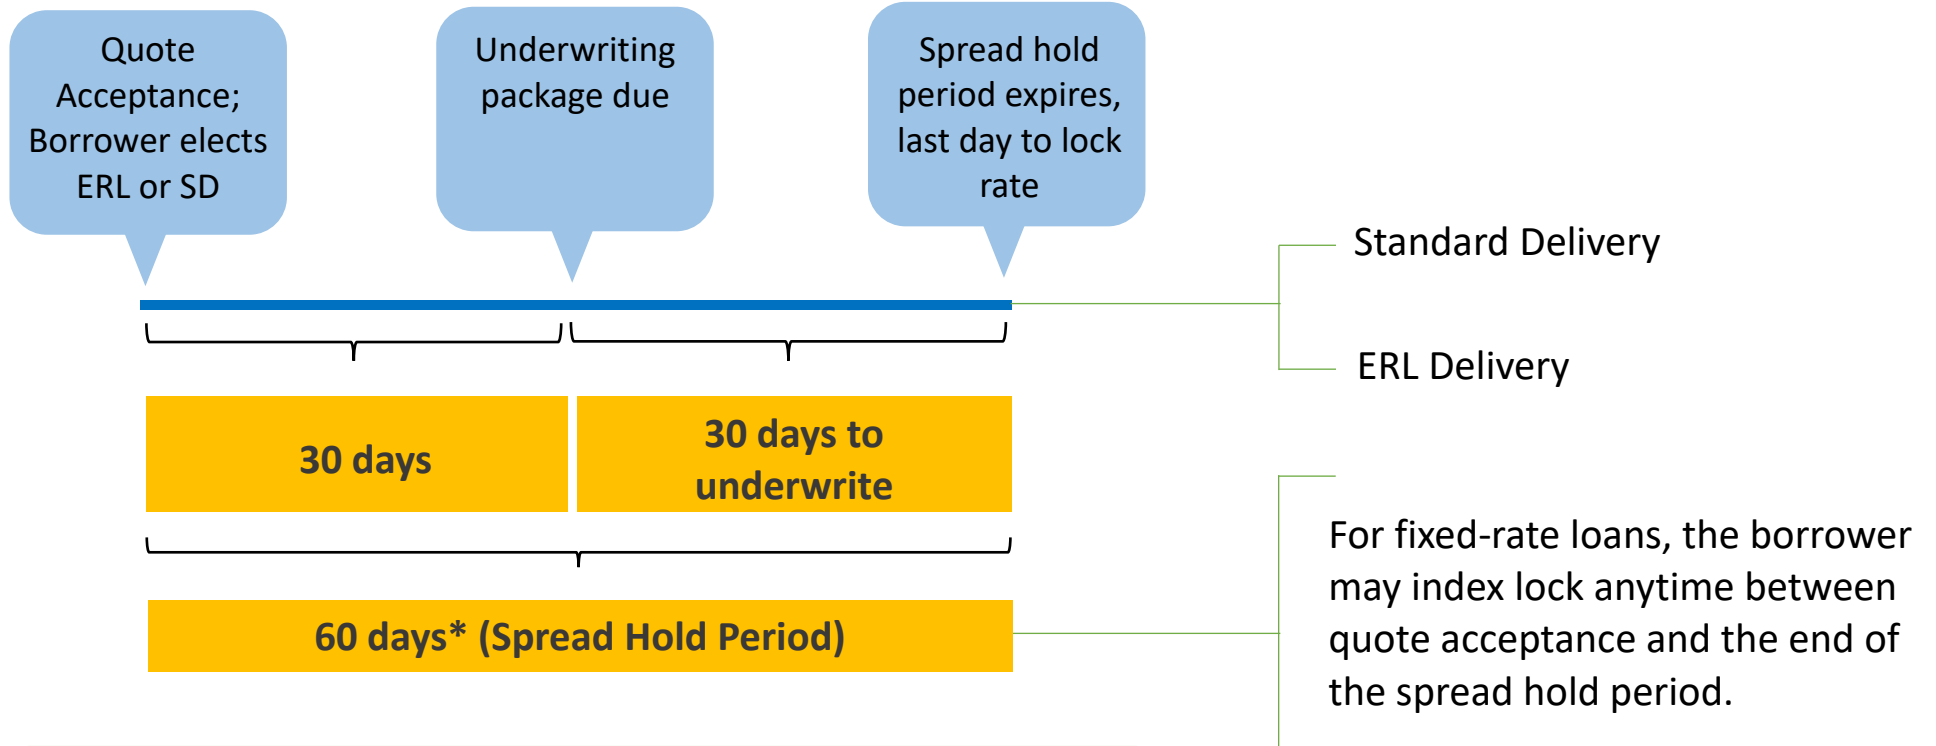 Quote
Acceptance;
Borrower elects
ERL or SD
Underwriting
package due
Spread hold
period expires,
last day to lock
rate
Standard Delivery
ERL Delivery
30 days
30 days to
underwrite
60 days* (Spread Hold Period)
For fixed-rate loans, the borrower
may index lock anytime between
quote acceptance and the end of
the spread hold period.